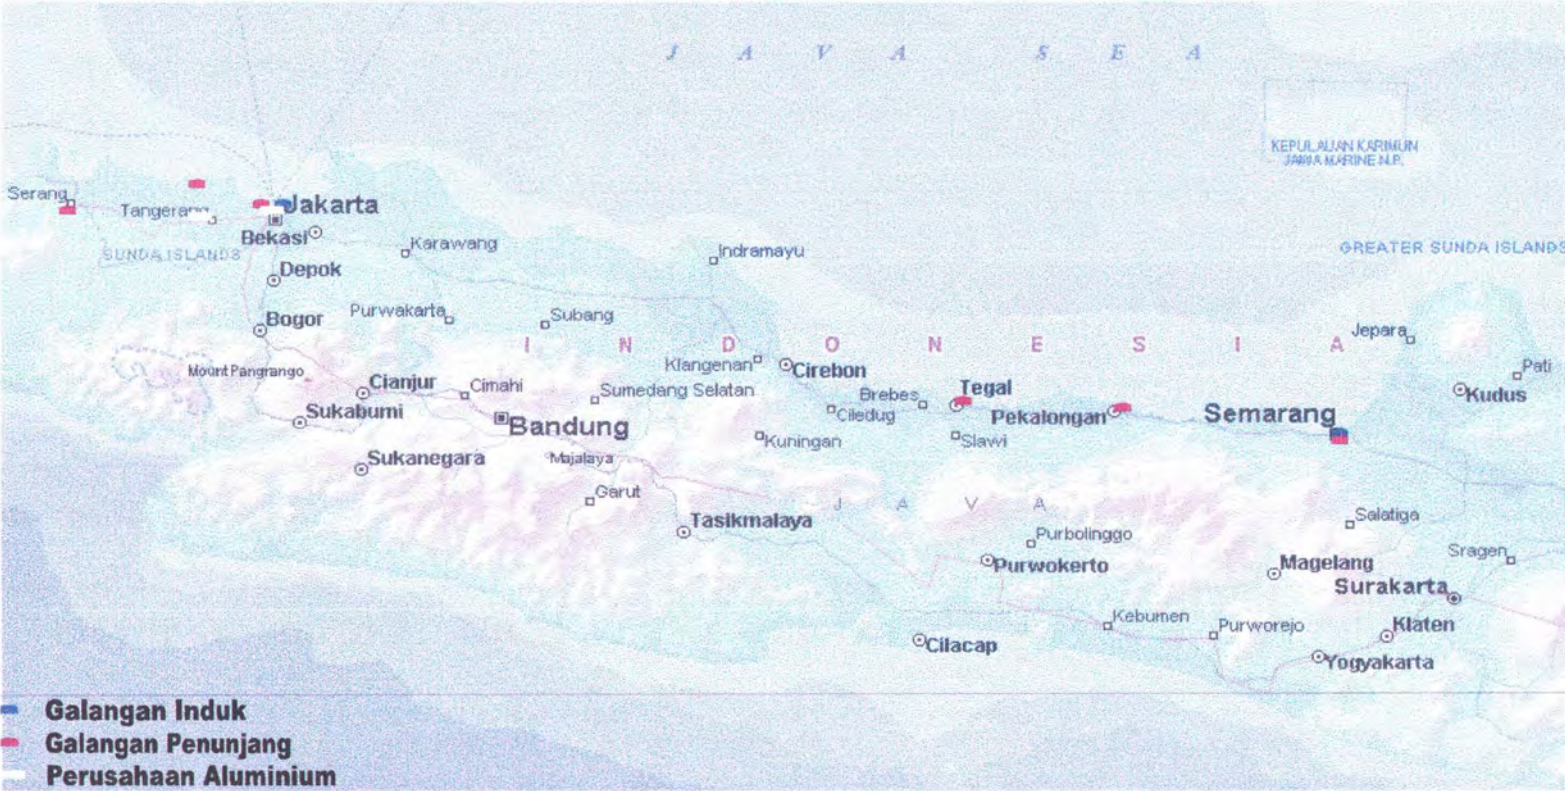 J A V A S E A
KEPULAUAN KARIMUN
JAWA MARINE N.P.
Serang
Tangerang
Jakarta
Bekasi
SUNDA ISLANDS
Karawang
Indramayu
GREATER SUNDA ISLANDS
Depok
Bogor
Purwakarta
Subang
Jepara
I N D O N E S I A
Mount Pangrango
Klangenan
Cirebon
Pati
Cianjur
Cimahi
Sumedang Selatan
Brebes
Tegal
Kudus
Sukabumi
Ciledug
Pekalongan
Semarang
Bandung
Kuningan
Slawi
Sukanegara
Majalaya
Garut
J A V A
Tasikmalaya
Salatiga
Purbolinggo
Sragen
Purwokerto
Magelang
Surakarta
Kebumen
Purworejo
Klaten
Cilacap
Yogyakarta
Galangan Induk
Galangan Penunjang
Perusahaan Aluminium